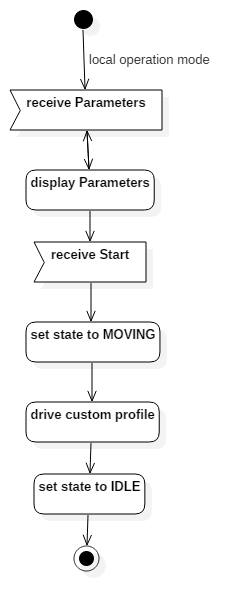 local operation mode
receive Parameters
display Parameters
receive Start
set state to MOVING
drive custom profile
set state to IDLE